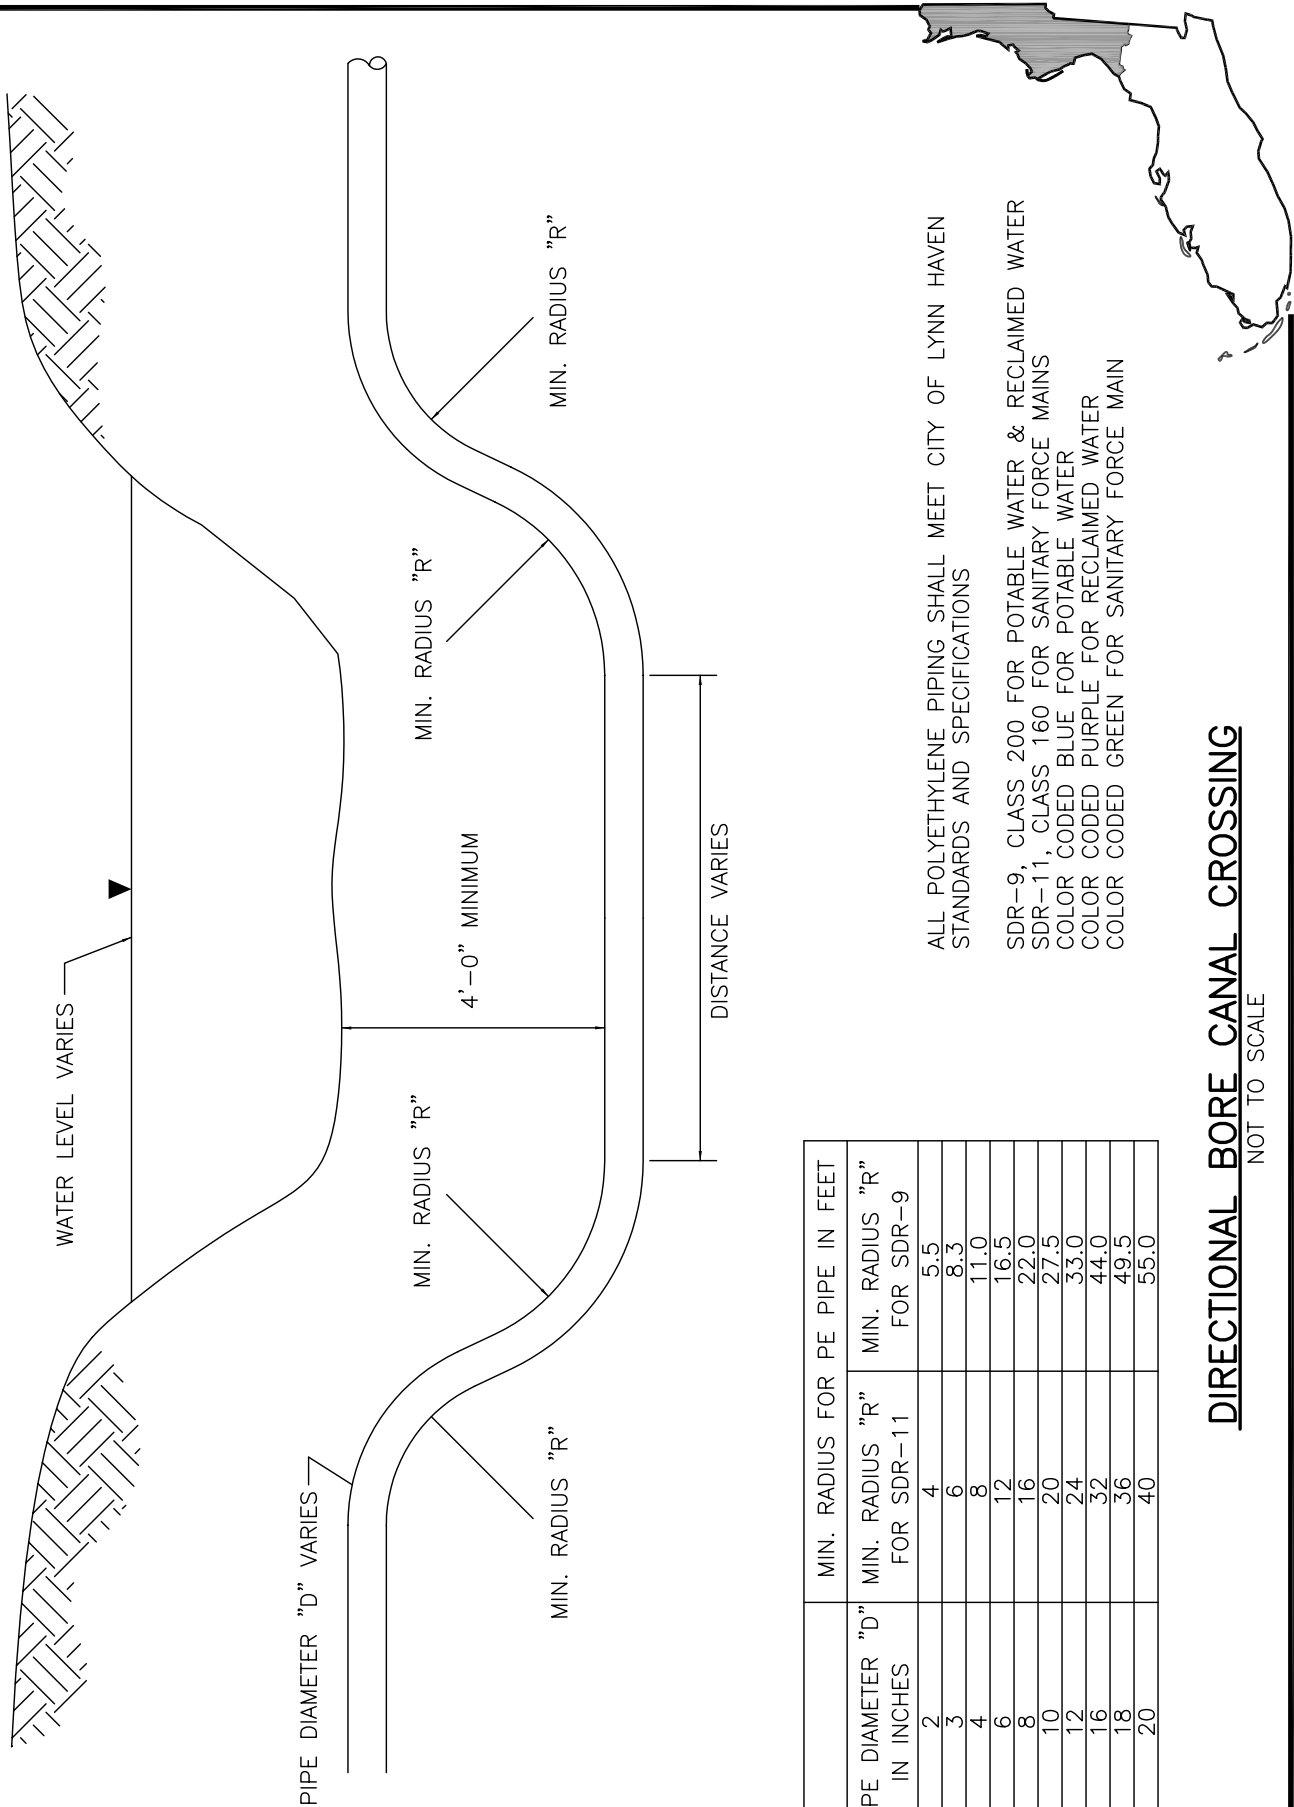 WATER LEVEL VARIES
PIPE DIAMETER "D" VARIES
MIN. RADIUS "R"
MIN. RADIUS "R"
4'-0" MINIMUM
MIN. RADIUS "R"
MIN. RADIUS "R"
DISTANCE VARIES
MIN. RADIUS FOR PE PIPE IN FEET
PE DIAMETER "D" IN INCHES MIN. RADIUS "R" FOR SDR-11 MIN. RADIUS "R" FOR SDR-9
2 4 5.5
3 6 8.3
4 8 11.0
6 12 16.5
8 16 22.0
10 20 27.5
12 24 33.0
16 32 44.0
18 36 49.5
20 40 55.0
ALL POLYETHYLENE PIPING SHALL MEET CITY OF LYNN HAVEN
STANDARDS AND SPECIFICATIONS
SDR-9, CLASS 200 FOR POTABLE WATER & RECLAIMED WATER
SDR-11, CLASS 160 FOR SANITARY FORCE MAINS
COLOR CODED BLUE FOR POTABLE WATER
COLOR CODED PURPLE FOR RECLAIMED WATER
COLOR CODED GREEN FOR SANITARY FORCE MAIN
DIRECTIONAL BORE CANAL CROSSING
NOT TO SCALE